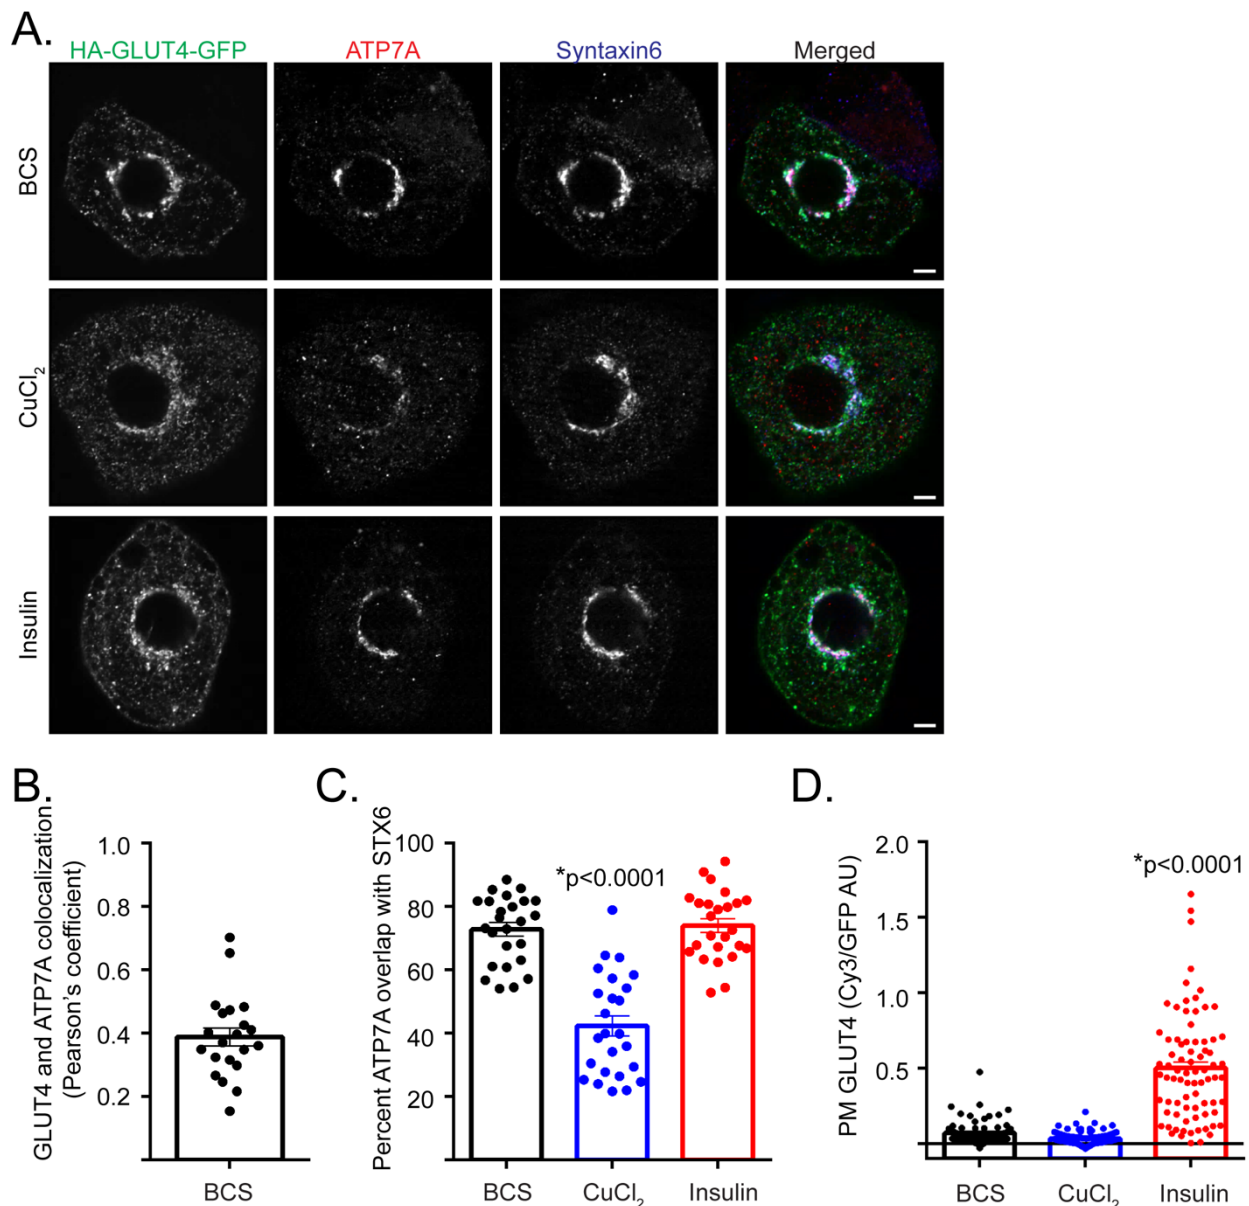 A.
HA-GLUT4-GFP ATP7A Syntaxin6 Merged
BCS
CuCl₂
Insulin
B.
GLUT4 and ATP7A colocalization
(Pearson's coefficient)
1.0
0.8
0.6
0.4
0.2
BCS
C.
Percent ATP7A overlap with STX6
100
80
60
40
20
*p<0.0001
BCS CuCl₂ Insulin
D.
PM GLUT4 (Cy3/GFP AU)
2.0
1.5
1.0
0.5
*p<0.0001
BCS CuCl₂ Insulin